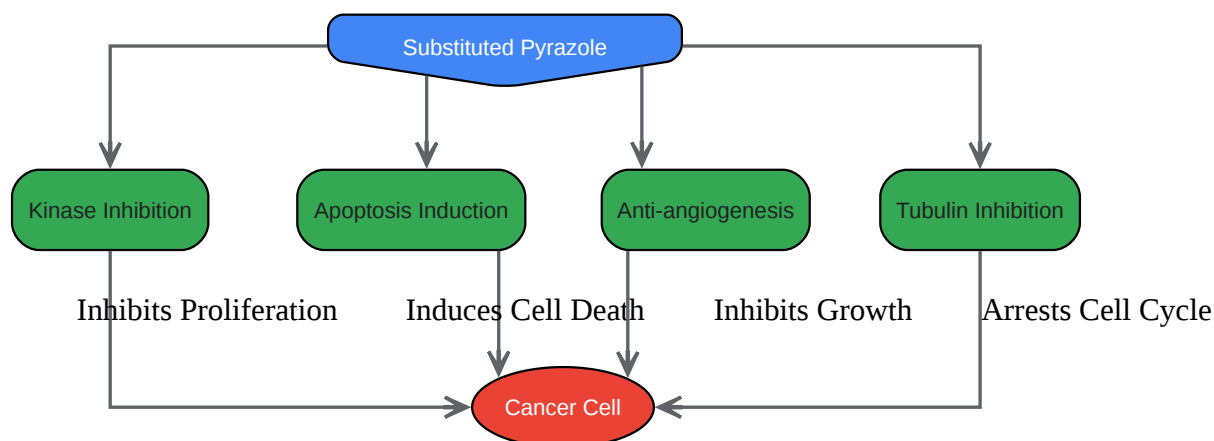 Substituted Pyrazole
Kinase Inhibition
Apoptosis Induction
Anti-angiogenesis
Tubulin Inhibition
Inhibits Proliferation
Induces Cell Death
Inhibits Growth
Arrests Cell Cycle
Cancer Cell